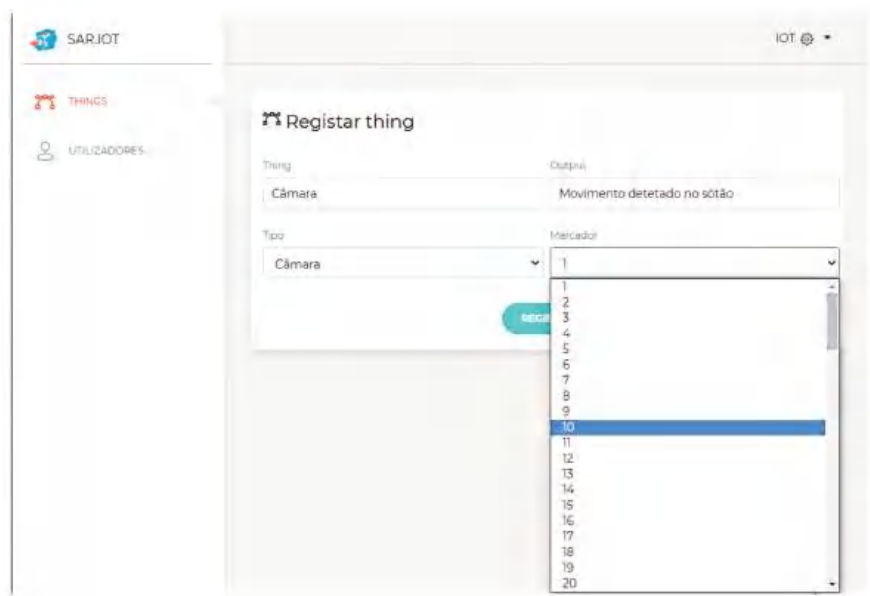 SAR.IOT
IOT
THINGS
UTILIZADORES
Registar thing
Thing
Output
Câmara
Movimento detetado no sótão
Tipo
Marcador
Câmara
1
1
2
3
4
5
6
7
8
9
10
11
12
13
14
15
16
17
18
19
20